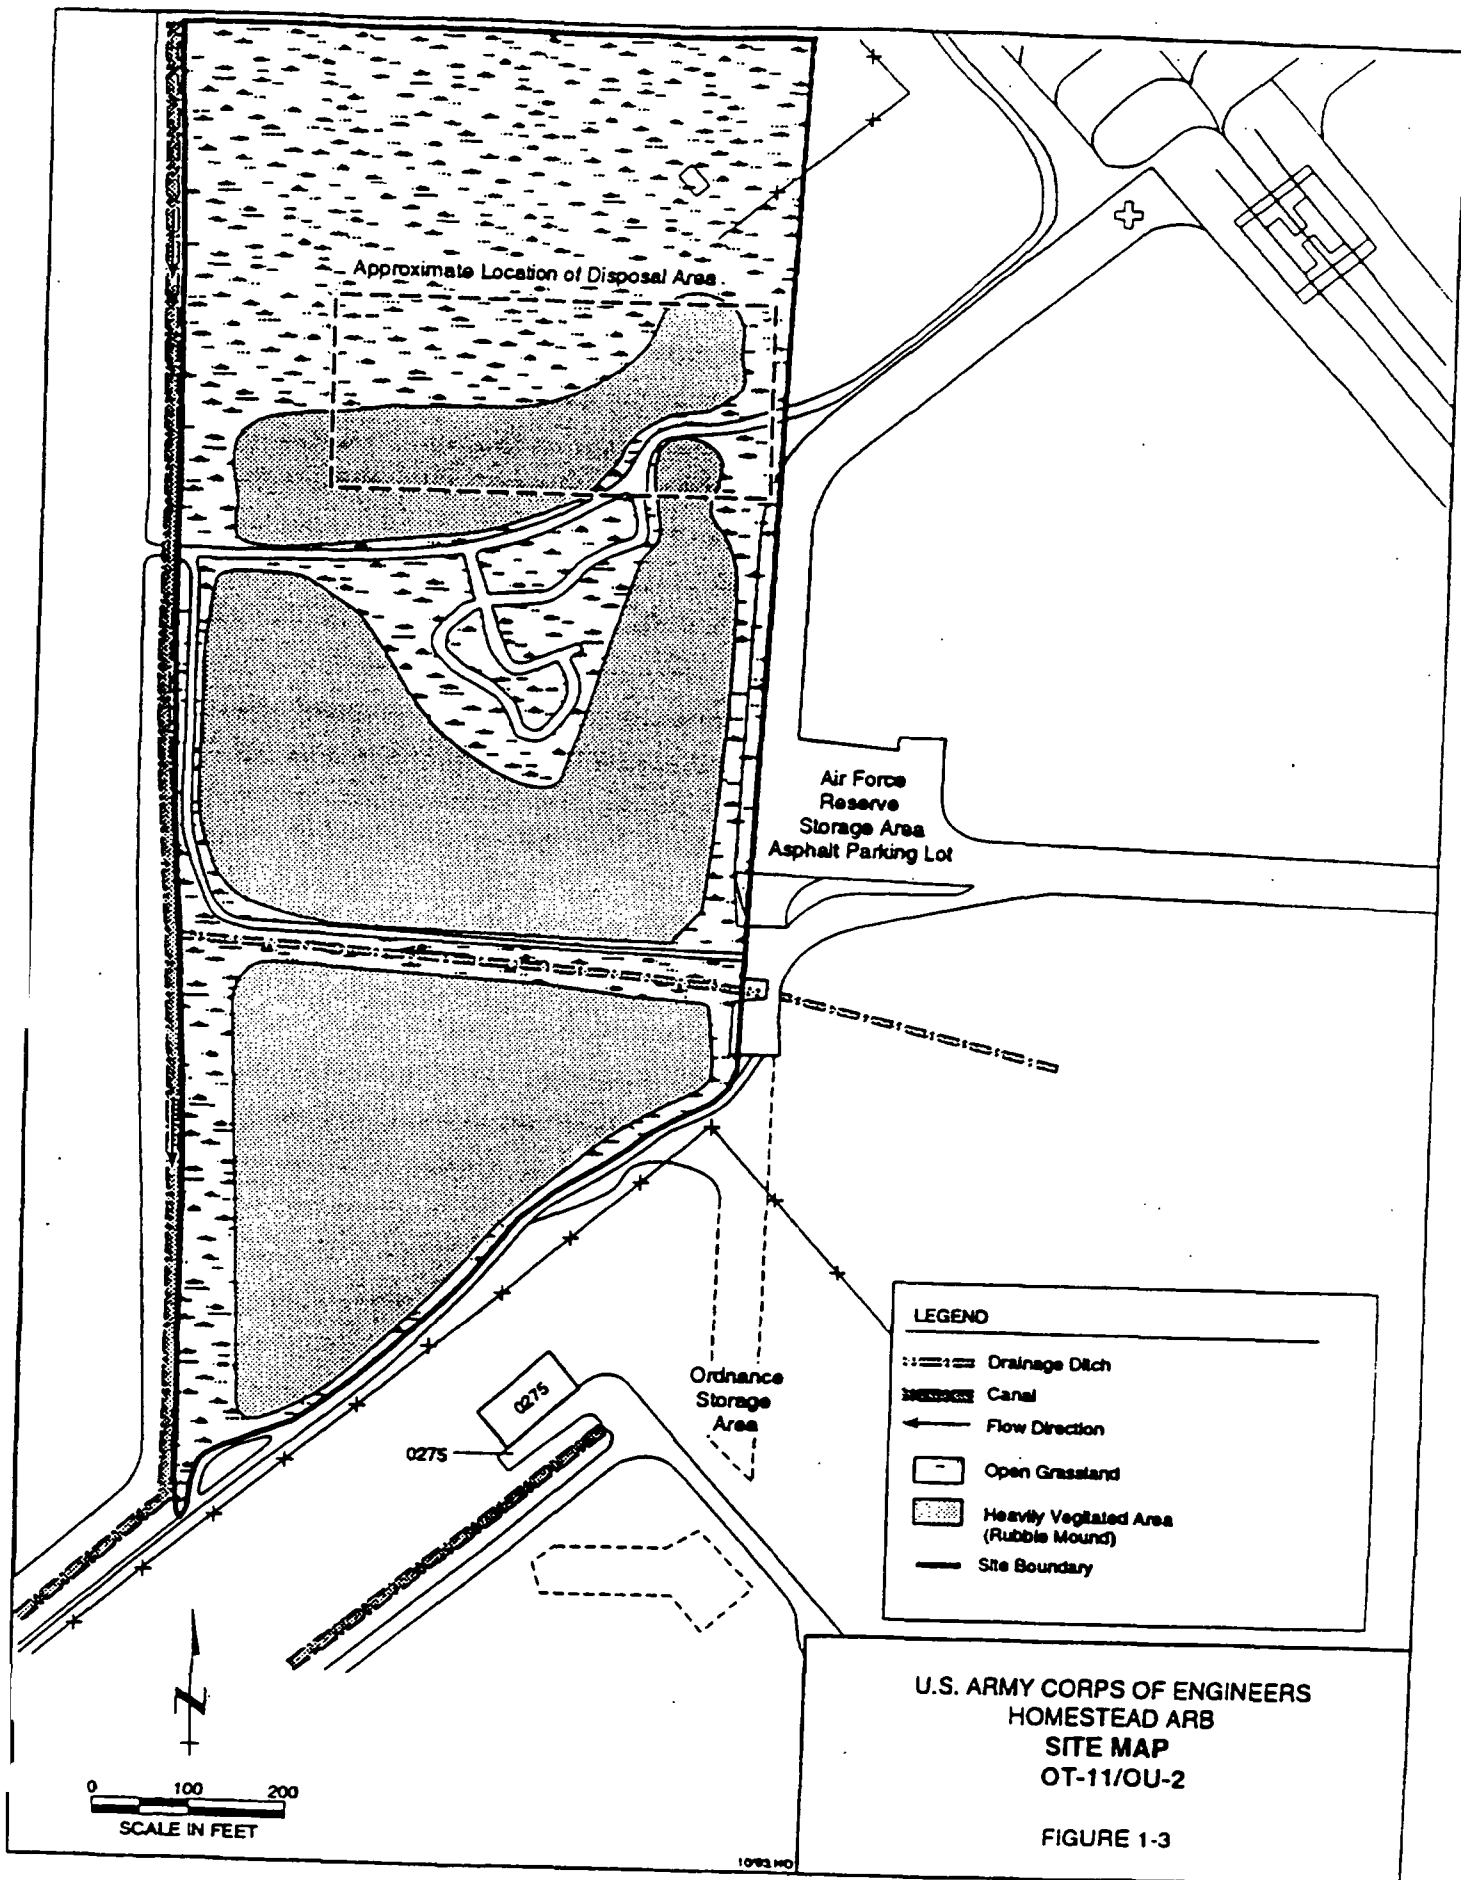 Approximate Location of Disposal Area
Air Force
Reserve
Storage Area
Asphalt Parking Lot
Ordnance
Storage
Area
0275
0275
LEGEND
Drainage Ditch
Canal
Flow Direction
Open Grassland
Heavily Vegitated Area
(Rubble Mound)
Site Boundary
N
0 100 200
SCALE IN FEET
U.S. ARMY CORPS OF ENGINEERS
HOMESTEAD ARB
SITE MAP
OT-11/OU-2
FIGURE 1-3